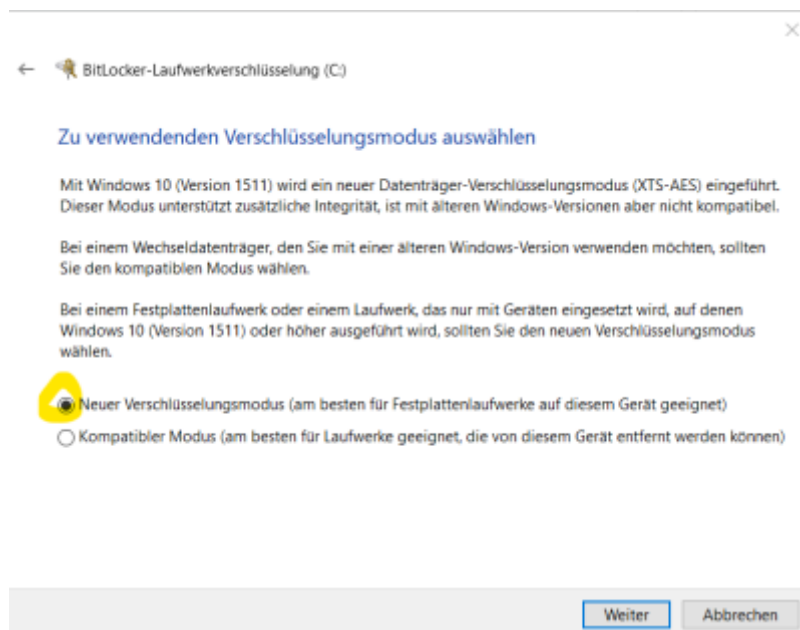 BitLocker-Laufwerkverschlüsselung (C:)
Zu verwendenden Verschlüsselungsmodus auswählen
Mit Windows 10 (Version 1511) wird ein neuer Datenträger-Verschlüsselungsmodus (XTS-AES) eingeführt.
Dieser Modus unterstützt zusätzliche Integrität, ist mit älteren Windows-Versionen aber nicht kompatibel.
Bei einem Wechseldatenträger, den Sie mit einer älteren Windows-Version verwenden möchten, sollten
Sie den kompatiblen Modus wählen.
Bei einem Festplattenlaufwerk oder einem Laufwerk, das nur mit Geräten eingesetzt wird, auf denen
Windows 10 (Version 1511) oder höher ausgeführt wird, sollten Sie den neuen Verschlüsselungsmodus
wählen.
Neuer Verschlüsselungsmodus (am besten für Festplattenlaufwerke auf diesem Gerät geeignet)
Kompatibler Modus (am besten für Laufwerke geeignet, die von diesem Gerät entfernt werden können)
Weiter Abbrechen